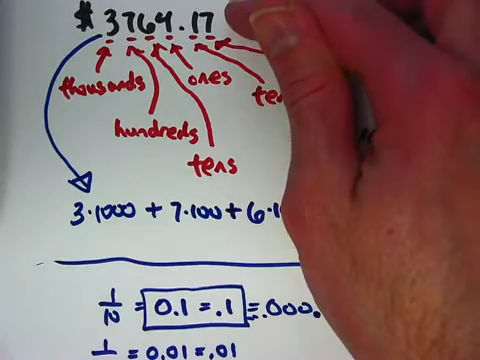 $ 3764.17
thousands
ones
hundreds
tens
3·1000 + 7·100 + 6·1
1/10 = 0.1 = .1 = .000.
1 = 0.01 = .01